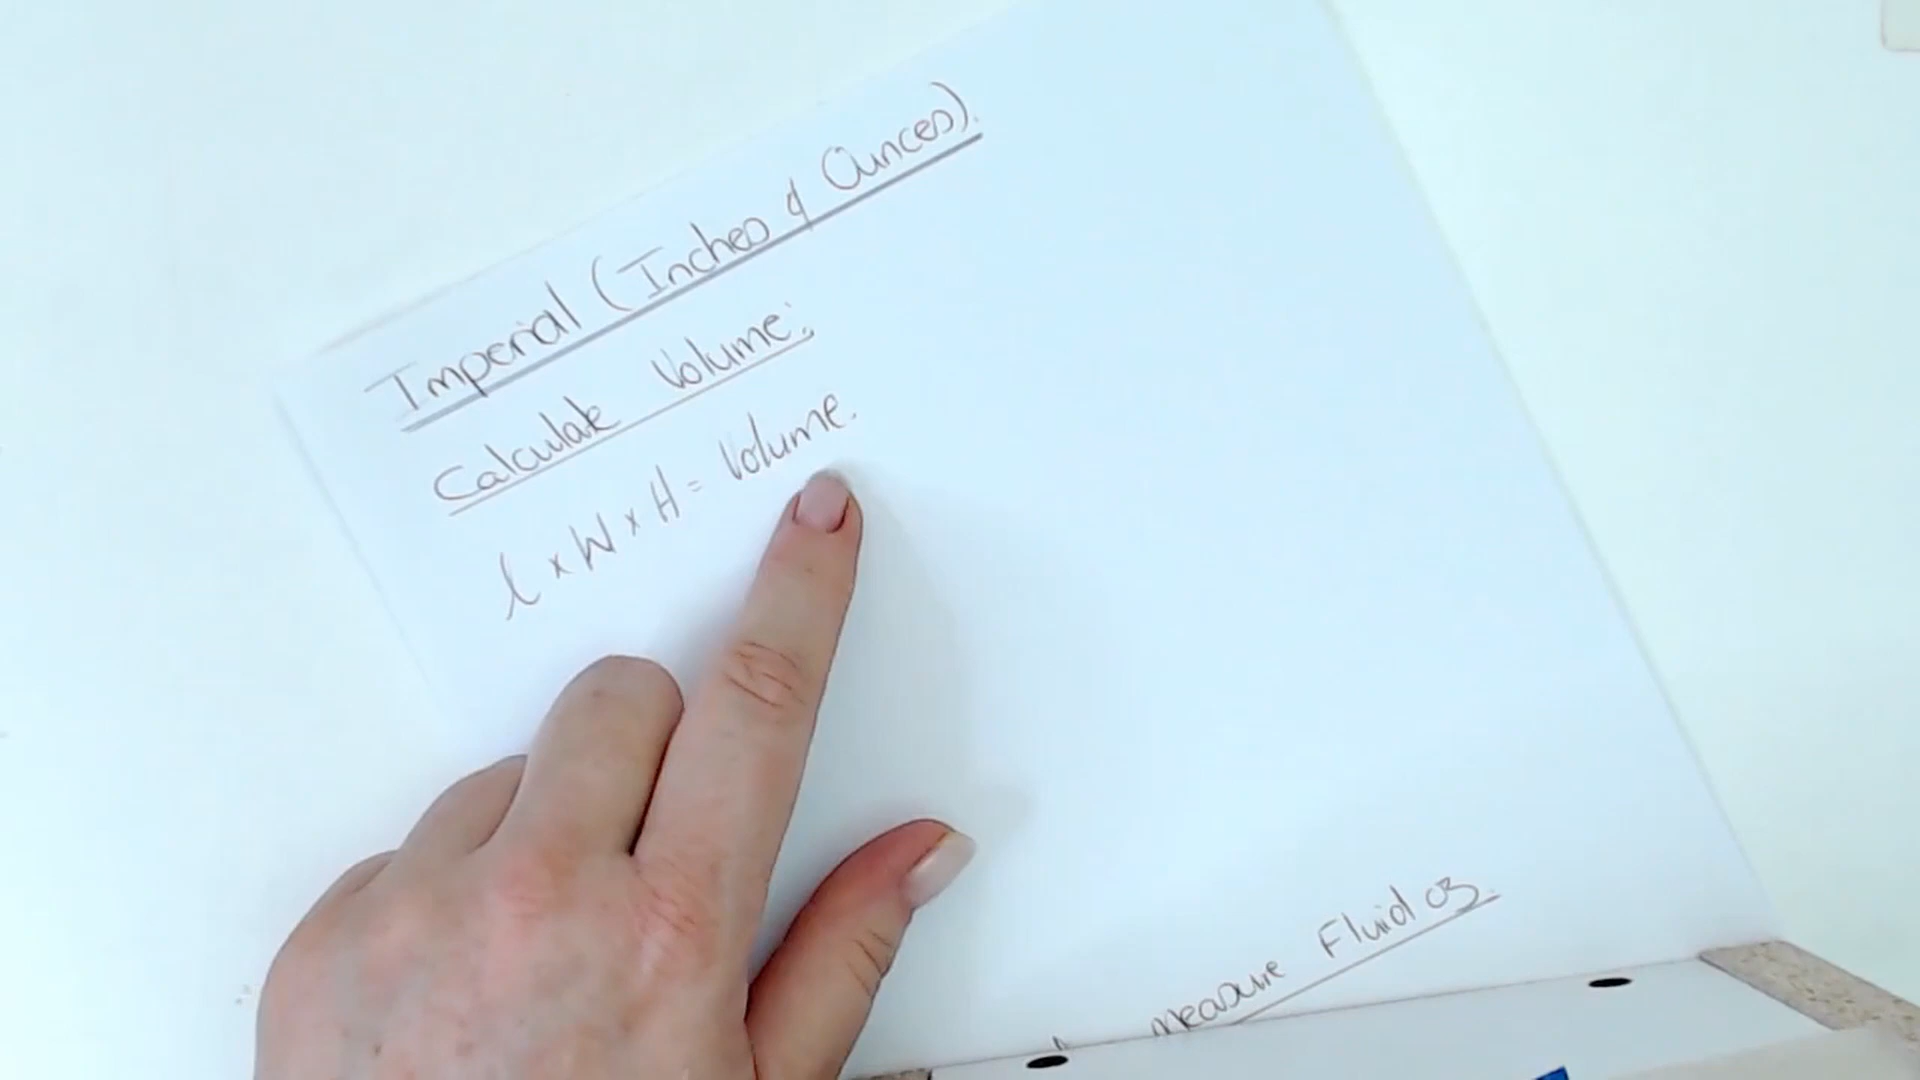 Imperial (Inches & Ounces).
Calculate Volume:
L x W x H = Volume.
Measure Fluid oz.